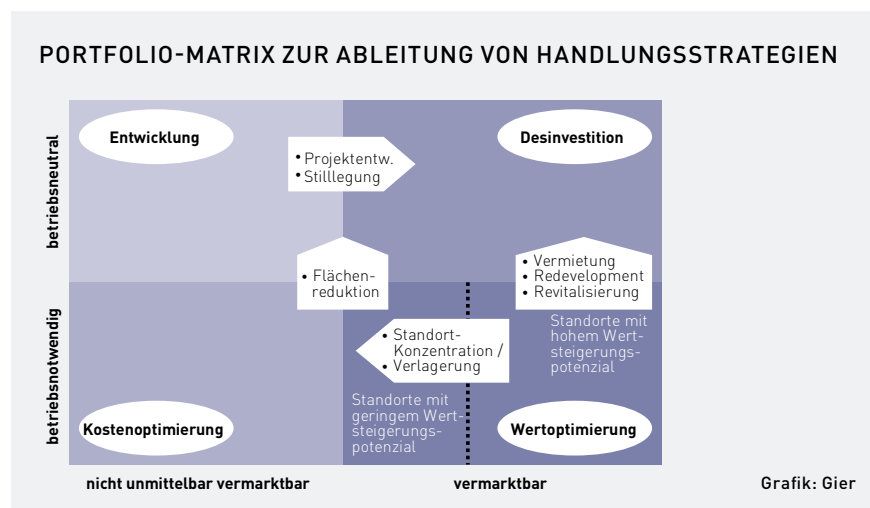 PORTFOLIO-MATRIX ZUR ABLEITUNG VON HANDLUNGSSTRATEGIEN
betriebsneutral
Entwicklung
Desinvestition
• Projektentw.
• Stilllegung
• Flächen-
reduktion
• Vermietung
• Redevelopment
• Revitalisierung
betriebsnotwendig
• Standort-
Konzentration /
• Verlagerung
Standorte mit
hohem Wert-
steigerungs-
potenzial
Standorte mit
geringem Wert-
steigerungs-
potenzial
Kostenoptimierung
Wertoptimierung
nicht unmittelbar vermarktbar
vermarktbar
Grafik: Gier